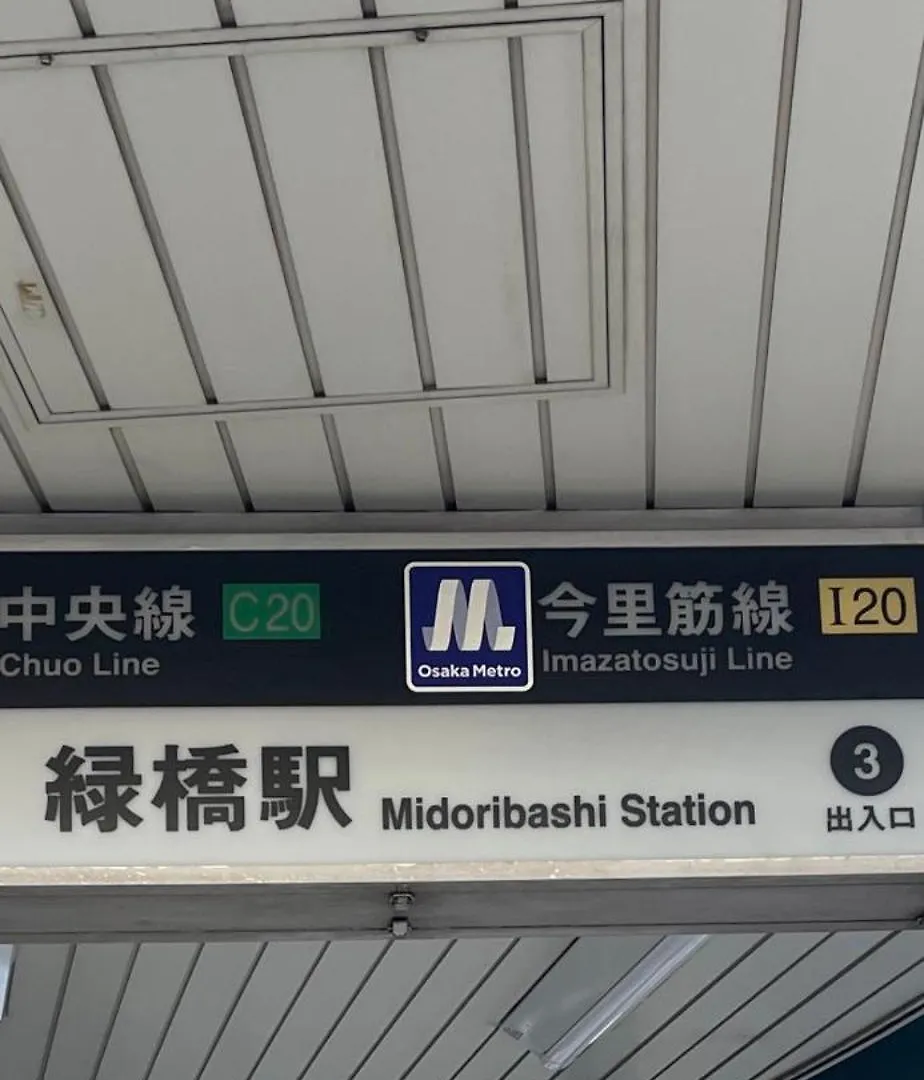 中央線 C20
Chuo Line
Osaka Metro
今里筋線 I20
Imazatosuji Line
緑橋駅 Midoribashi Station
3
出入口